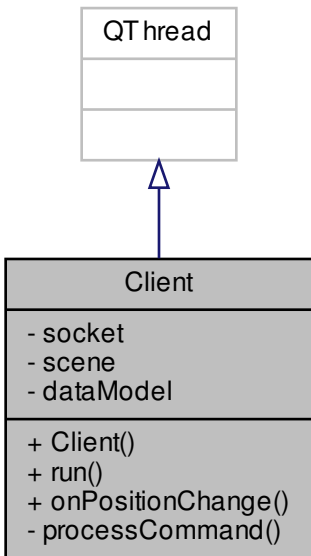 QThread
Client
- socket
- scene
- dataModel
+ Client()
+ run()
+ onPositionChange()
- processCommand()